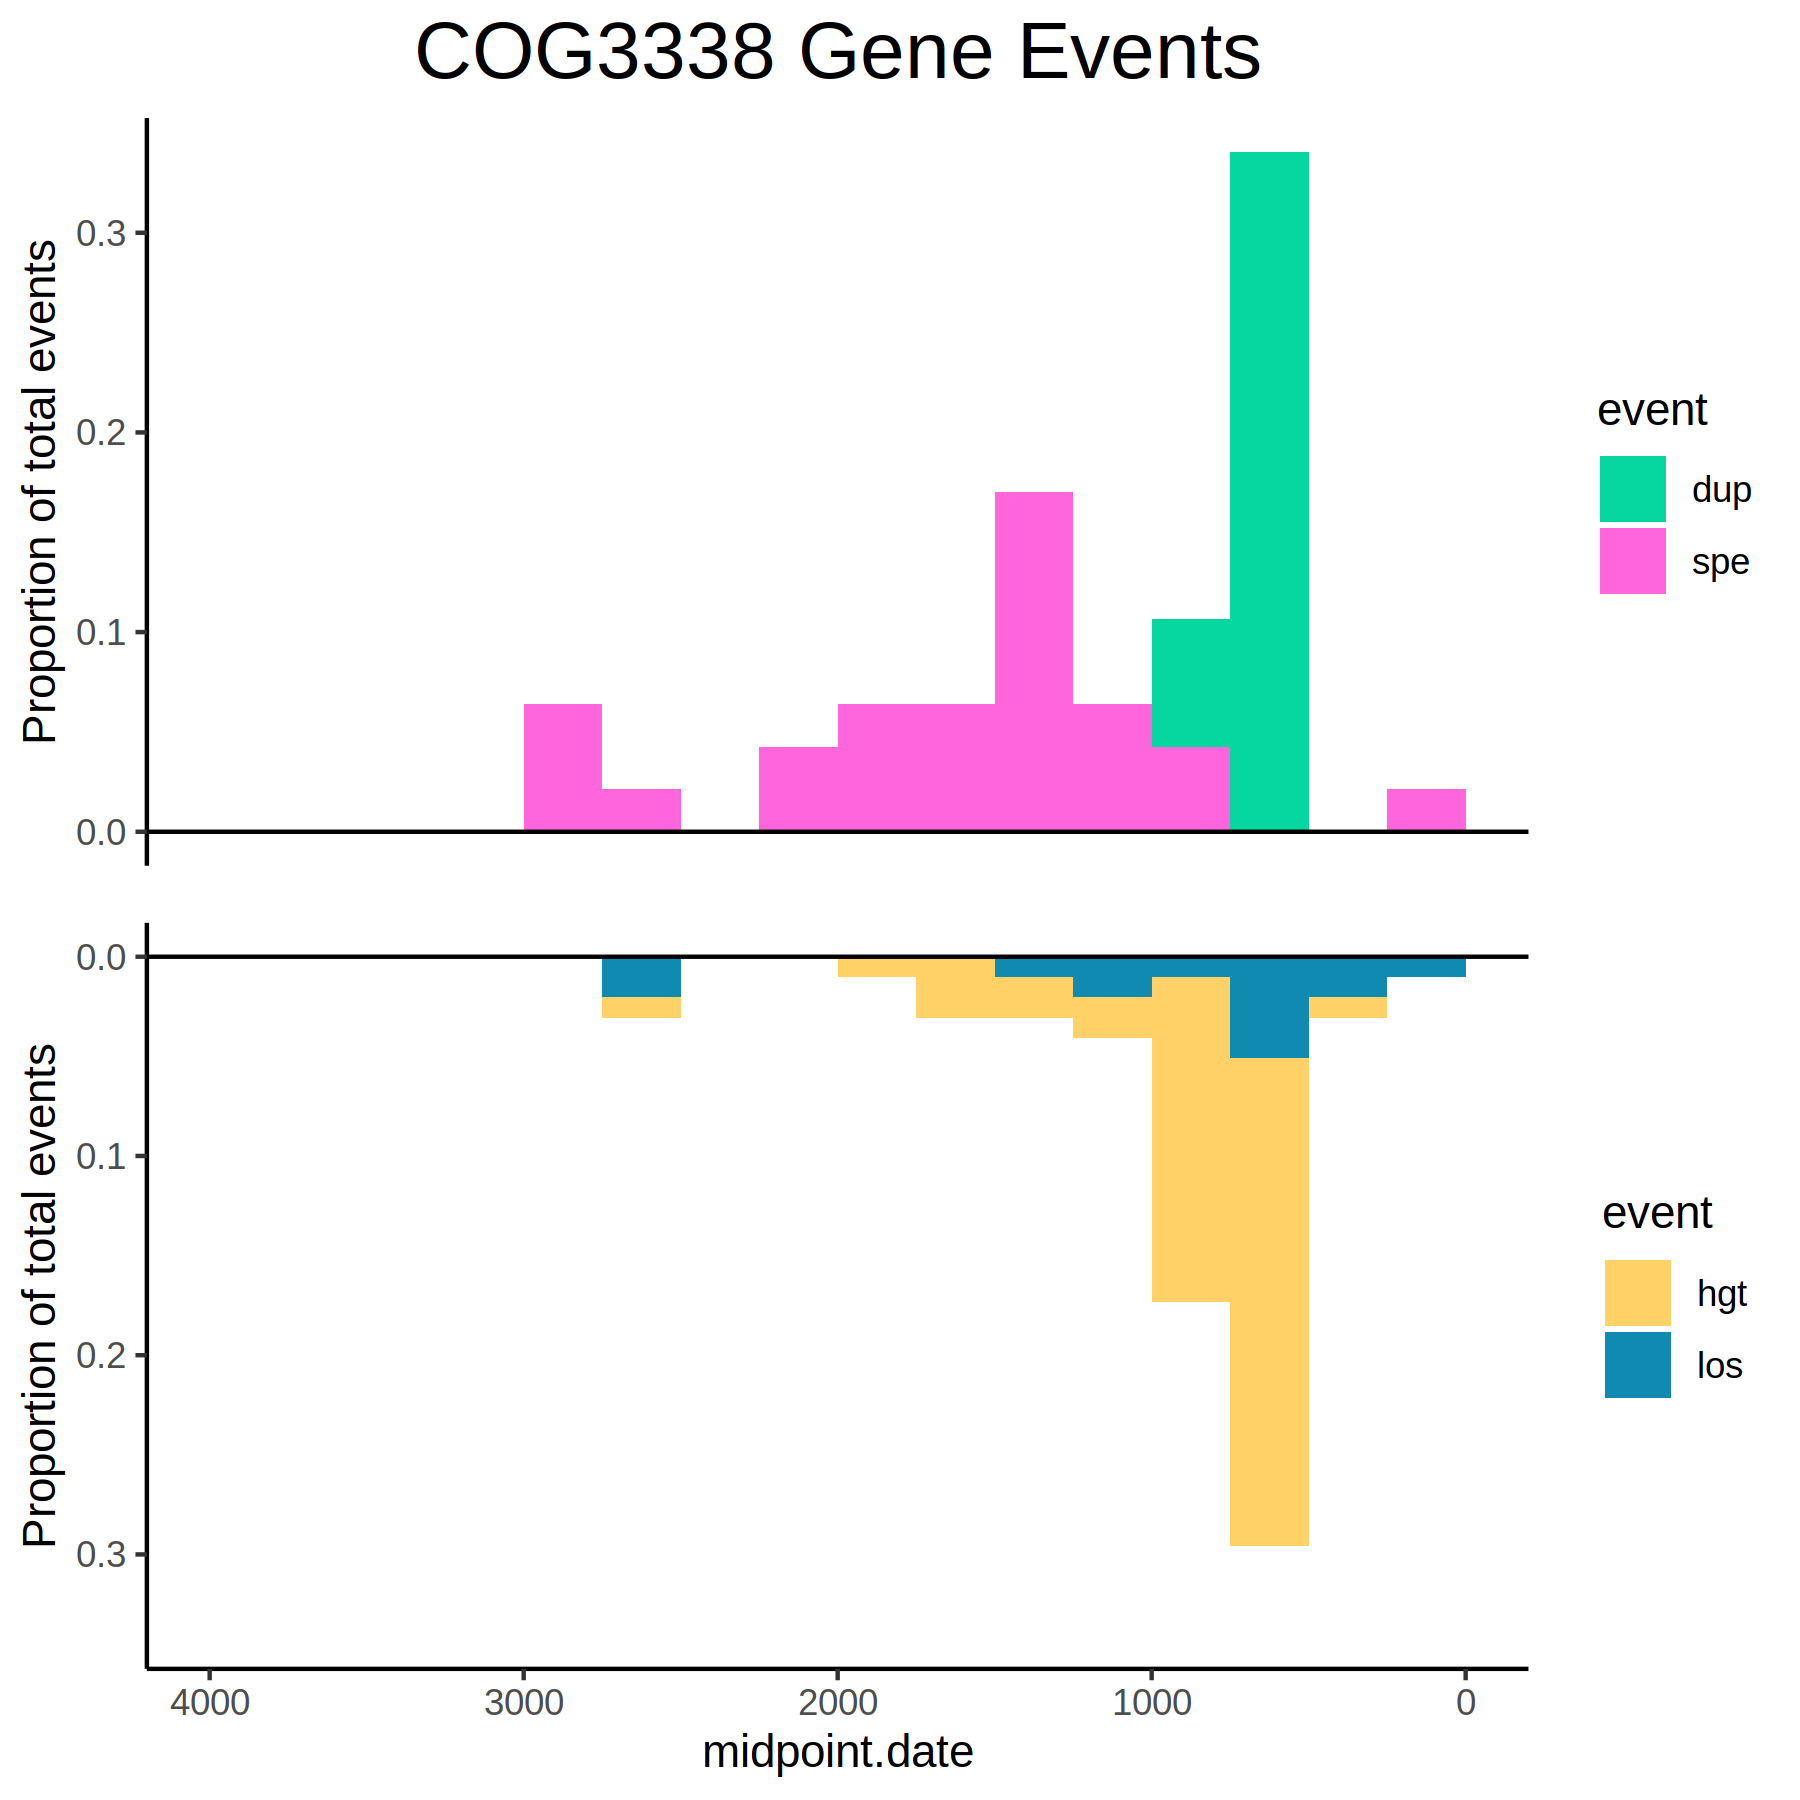 COG3338 Gene Events
Proportion of total events
0.3
0.2
0.1
0.0
event
dup
spe
Proportion of total events
0.0
0.1
0.2
0.3
event
hgt
los
4000 3000 2000 1000 0
midpoint.date